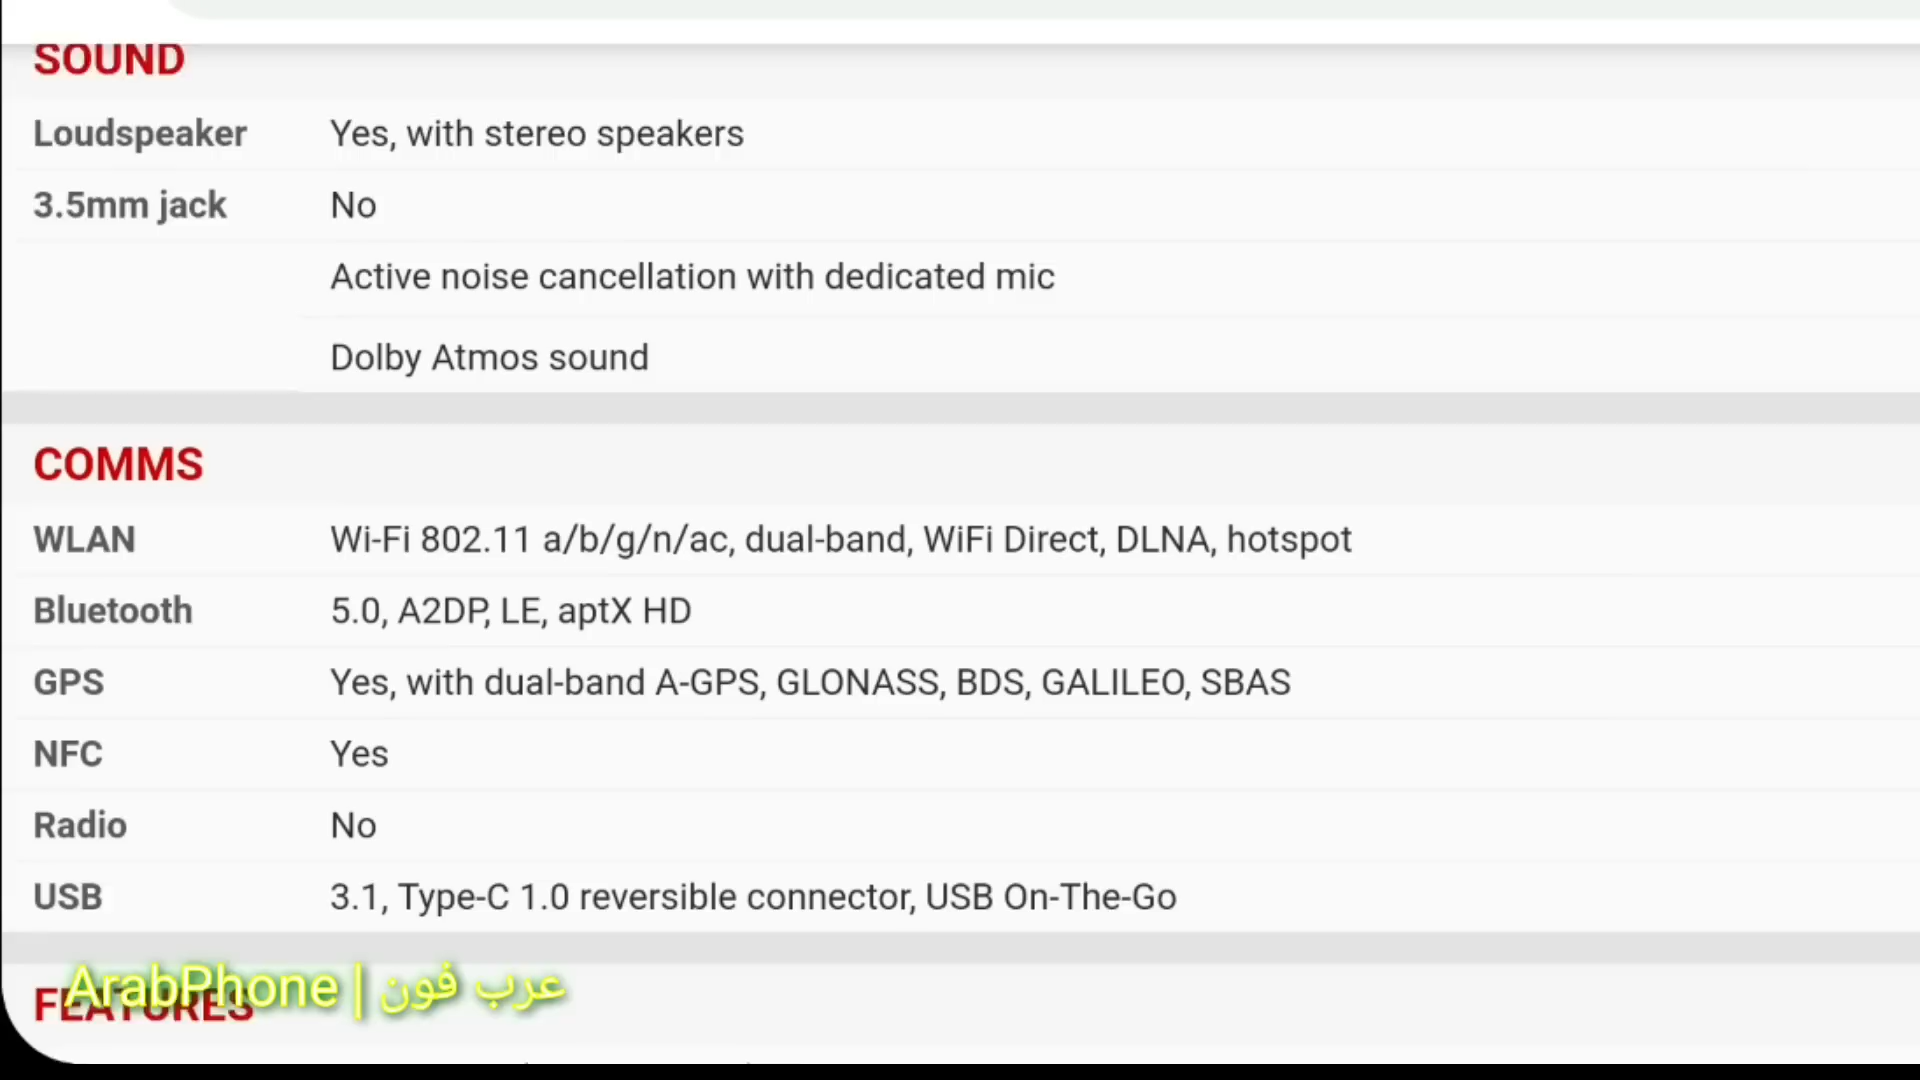 SOUND
Loudspeaker Yes, with stereo speakers
3.5mm jack No
Active noise cancellation with dedicated mic
Dolby Atmos sound
COMMS
WLAN Wi-Fi 802.11 a/b/g/n/ac, dual-band, WiFi Direct, DLNA, hotspot
Bluetooth 5.0, A2DP, LE, aptX HD
GPS Yes, with dual-band A-GPS, GLONASS, BDS, GALILEO, SBAS
NFC Yes
Radio No
USB 3.1, Type-C 1.0 reversible connector, USB On-The-Go
ArabPhone | عرب فون
FEATURES